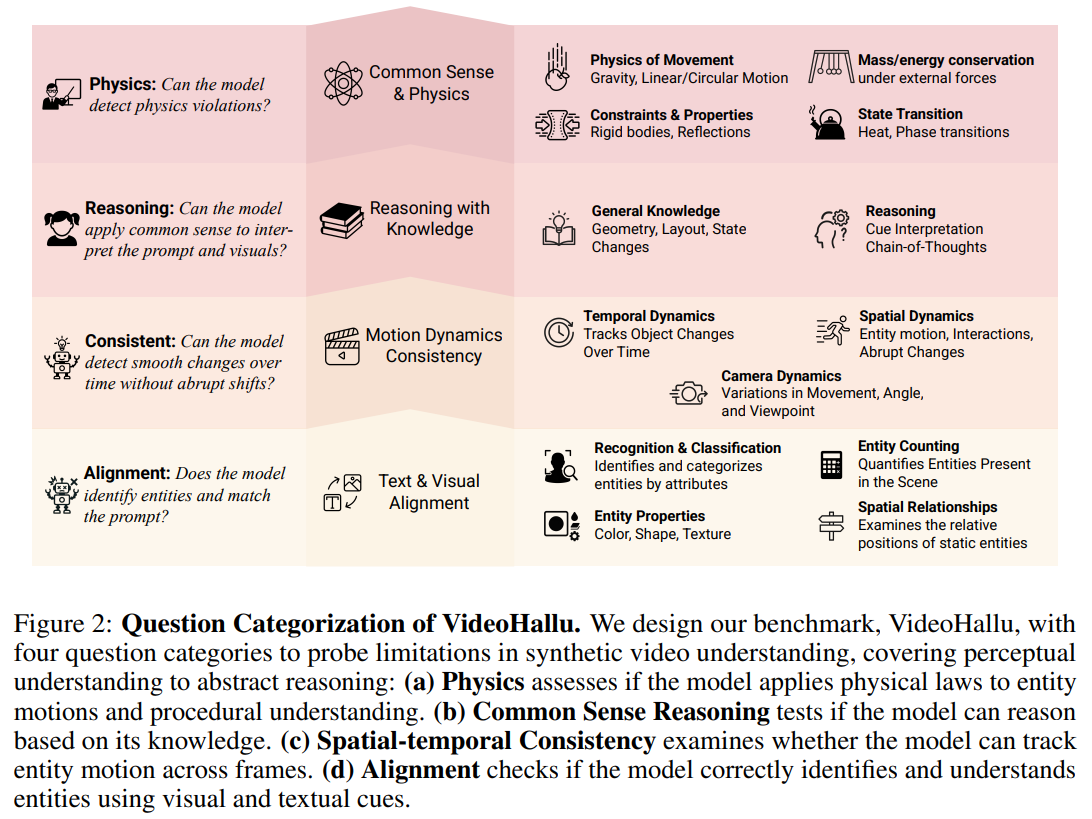 Physics: Can the model
detect physics violations?
Common Sense
& Physics
Physics of Movement
Gravity, Linear/Circular Motion
Mass/energy conservation
under external forces
Constraints & Properties
Rigid bodies, Reflections
State Transition
Heat, Phase transitions
Reasoning: Can the model
apply common sense to inter-
pret the prompt and visuals?
Reasoning with
Knowledge
General Knowledge
Geometry, Layout, State
Changes
Reasoning
Cue Interpretation
Chain-of-Thoughts
Consistent: Can the model
detect smooth changes over
time without abrupt shifts?
Motion Dynamics
Consistency
Temporal Dynamics
Tracks Object Changes
Over Time
Spatial Dynamics
Entity motion, Interactions,
Abrupt Changes
Camera Dynamics
Variations in Movement, Angle,
and Viewpoint
Alignment: Does the model
identify entities and match
the prompt?
T
Text & Visual
Alignment
Recognition & Classification
Identifies and categorizes
entities by attributes
Entity Counting
Quantifies Entities Present
in the Scene
Entity Properties
Color, Shape, Texture
Spatial Relationships
Examines the relative
positions of static entities
Figure 2: Question Categorization of VideoHallu. We design our benchmark, VideoHallu, with
four question categories to probe limitations in synthetic video understanding, covering perceptual
understanding to abstract reasoning: (a) Physics assesses if the model applies physical laws to entity
motions and procedural understanding. (b) Common Sense Reasoning tests if the model can reason
based on its knowledge. (c) Spatial-temporal Consistency examines whether the model can track
entity motion across frames. (d) Alignment checks if the model correctly identifies and understands
entities using visual and textual cues.